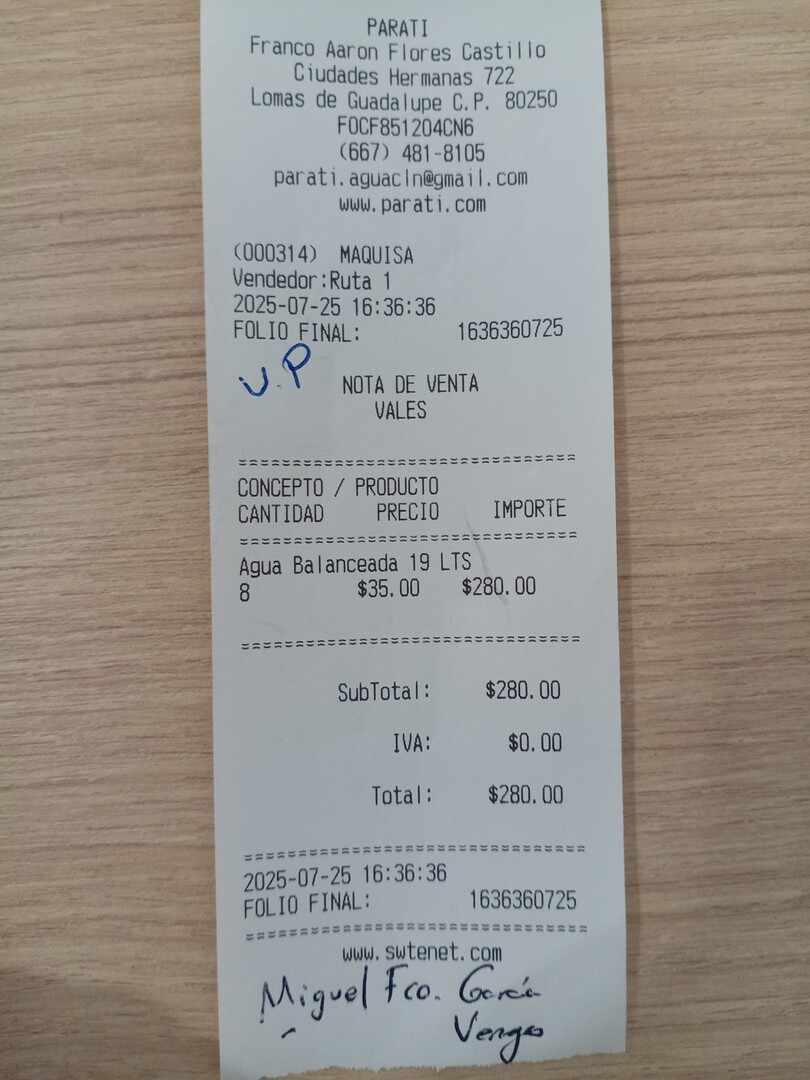 PARATI
Franco Aaron Flores Castillo
Ciudades Hermanas 722
Lomas de Guadalupe C.P. 80250
FOCF851204CN6
(667) 481-8105
parati.aguacln@gmail.com
www.parati.com
(000314) MAQUISA
Vendedor:Ruta 1
2025-07-25 16:36:36
FOLIO FINAL: 1636360725
V.P
NOTA DE VENTA
VALES
================================
CONCEPTO / PRODUCTO
CANTIDAD PRECIO IMPORTE
================================
Agua Balanceada 19 LTS
8 $35.00 $280.00
================================
SubTotal: $280.00
IVA: $0.00
Total: $280.00
================================
2025-07-25 16:36:36
FOLIO FINAL: 1636360725
================================
www.swtenet.com
Miguel Fco. García